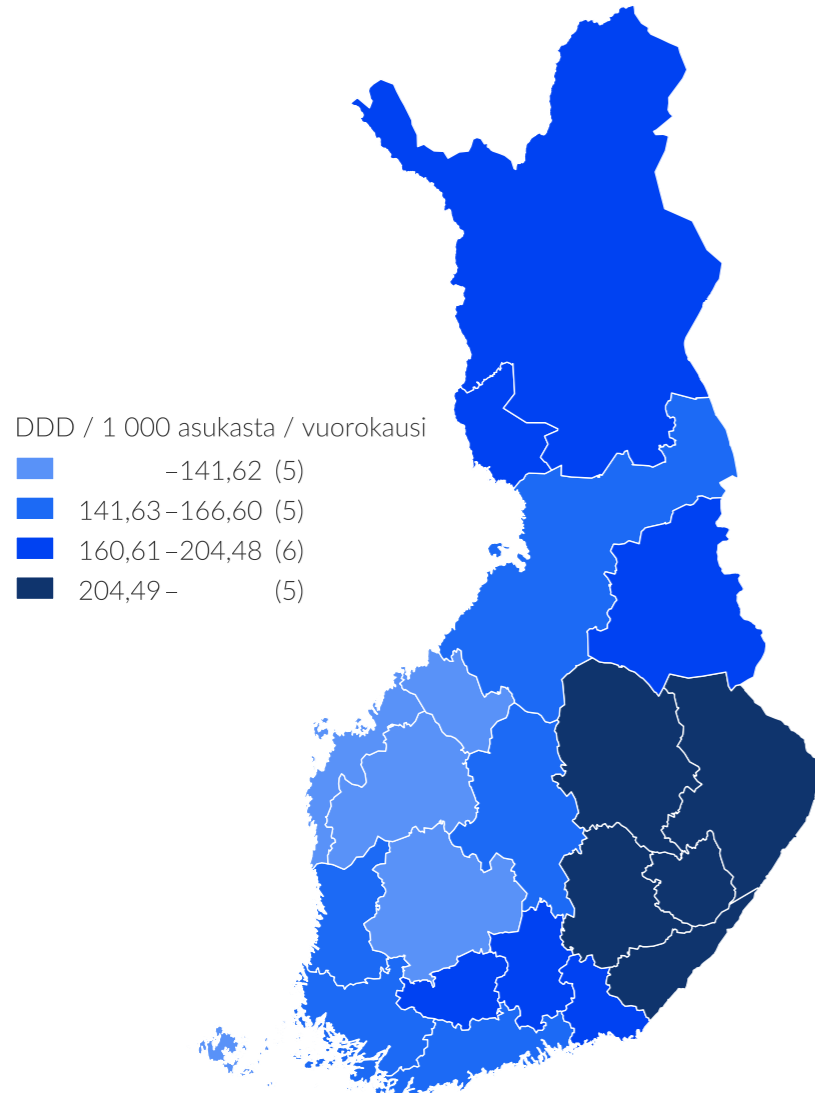 DDD / 1 000 asukasta / vuorokausi
–141,62 (5)
141,63–166,60 (5)
160,61–204,48 (6)
204,49– (5)